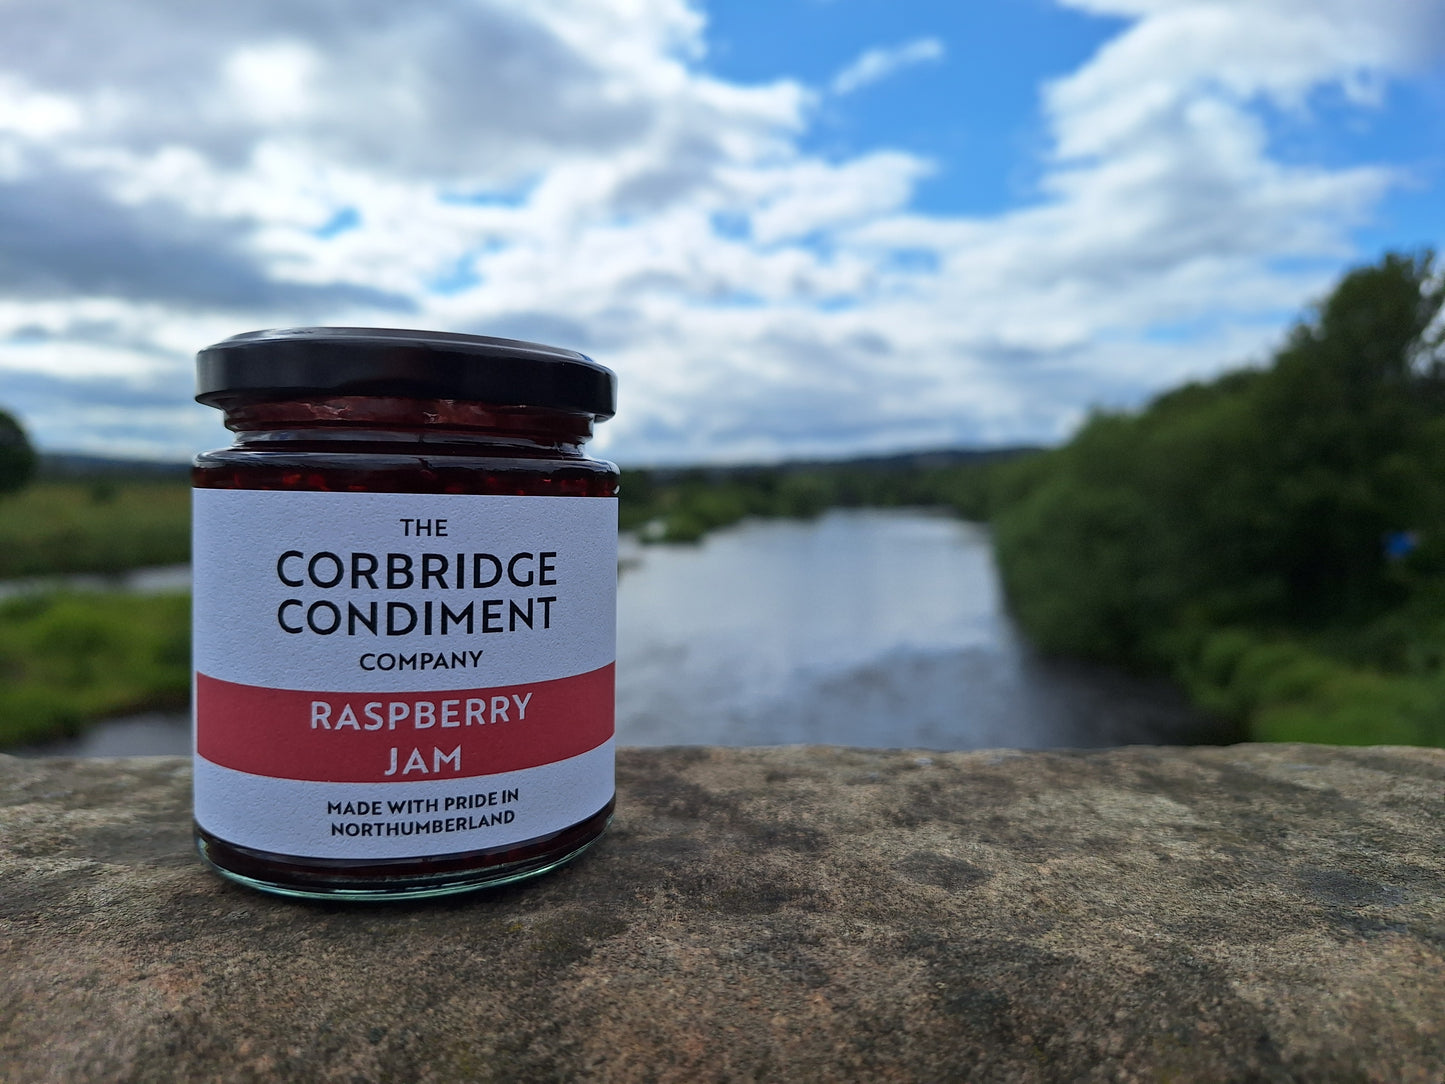 THE
CORBRIDGE
CONDIMENT
COMPANY
RASPBERRY
JAM
MADE WITH PRIDE IN
NORTHUMBERLAND